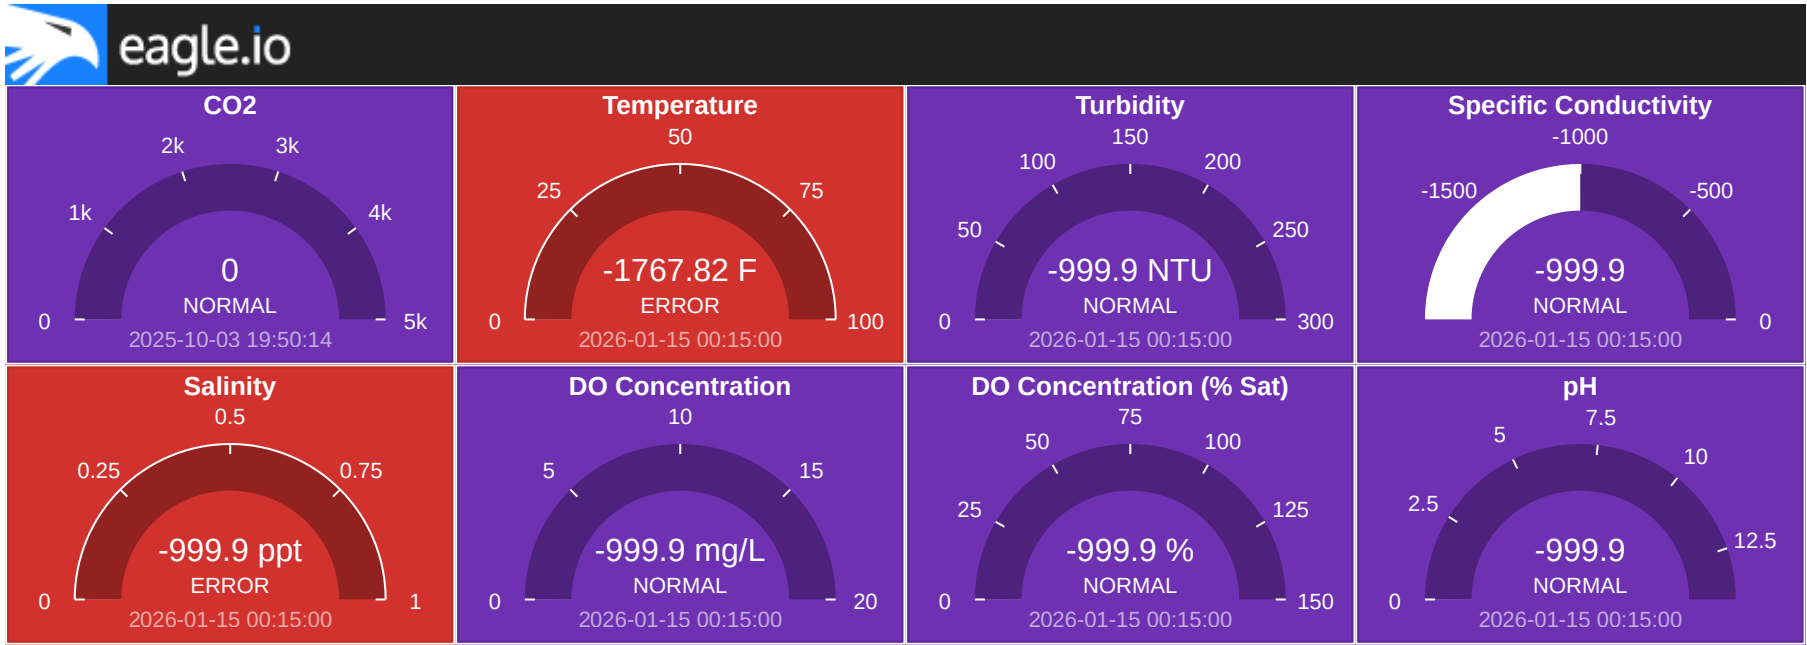 eagle.io
CO2
0
1k
2k
3k
4k
5k
0
NORMAL
2025-10-03 19:50:14
Temperature
0
25
50
75
100
-1767.82 F
ERROR
2026-01-15 00:15:00
Turbidity
0
50
100
150
200
250
300
-999.9 NTU
NORMAL
2026-01-15 00:15:00
Specific Conductivity
-1500
-1000
-500
0
-999.9
NORMAL
2026-01-15 00:15:00
Salinity
0
0.25
0.5
0.75
1
-999.9 ppt
ERROR
2026-01-15 00:15:00
DO Concentration
0
5
10
15
20
-999.9 mg/L
NORMAL
2026-01-15 00:15:00
DO Concentration (% Sat)
0
25
50
75
100
125
150
-999.9 %
NORMAL
2026-01-15 00:15:00
pH
0
2.5
5
7.5
10
12.5
-999.9
NORMAL
2026-01-15 00:15:00